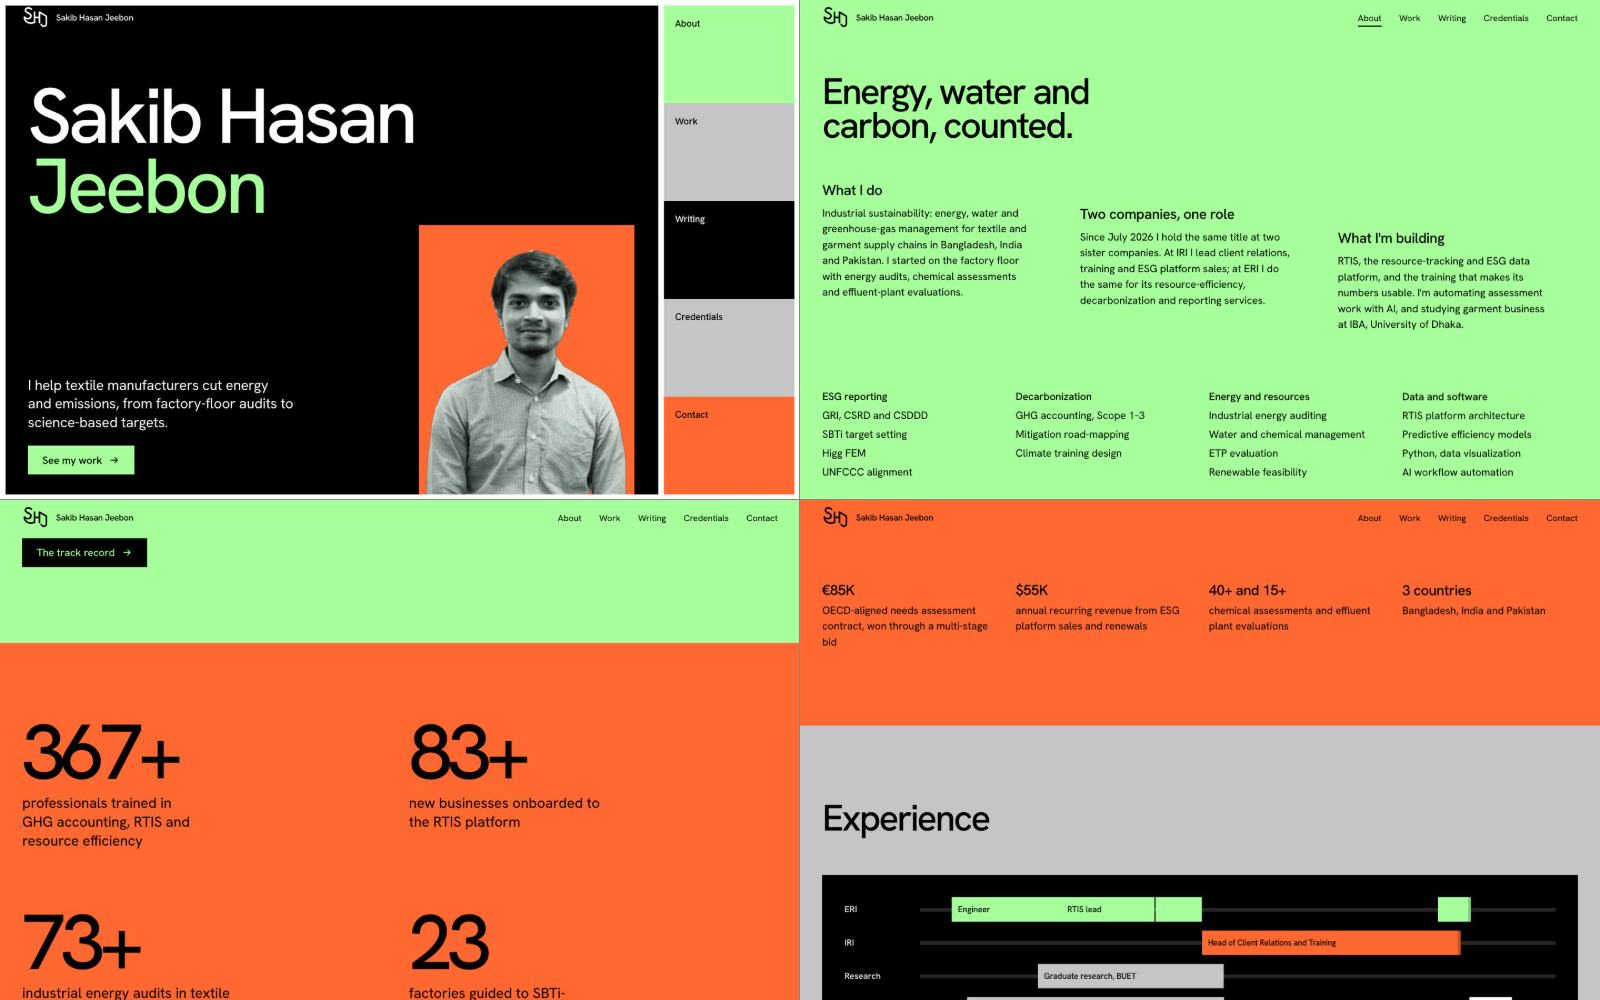 SHJ Sakib Hasan Jeebon
Sakib Hasan
Jeebon
I help textile manufacturers cut energy
and emissions, from factory-floor audits to
science-based targets.
See my work →
About
Work
Writing
Credentials
Contact
SHJ Sakib Hasan Jeebon
About Work Writing Credentials Contact
Energy, water and
carbon, counted.
What I do
Industrial sustainability: energy, water and
greenhouse-gas management for textile and
garment supply chains in Bangladesh, India
and Pakistan. I started on the factory floor
with energy audits, chemical assessments
and effluent-plant evaluations.
Two companies, one role
Since July 2026 I hold the same title at two
sister companies. At IRI I lead client relations,
training and ESG platform sales; at ERI I do
the same for its resource-efficiency,
decarbonization and reporting services.
What I'm building
RTIS, the resource-tracking and ESG data
platform, and the training that makes its
numbers usable. I'm automating assessment
work with AI, and studying garment business
at IBA, University of Dhaka.
ESG reporting
GRI, CSRD and CSDDD
SBTi target setting
Higg FEM
UNFCCC alignment
Decarbonization
GHG accounting, Scope 1–3
Mitigation road-mapping
Climate training design
Energy and resources
Industrial energy auditing
Water and chemical management
ETP evaluation
Renewable feasibility
Data and software
RTIS platform architecture
Predictive efficiency models
Python, data visualization
AI workflow automation
SHJ Sakib Hasan Jeebon
About Work Writing Credentials Contact
The track record →
367+
professionals trained in
GHG accounting, RTIS and
resource efficiency
83+
new businesses onboarded to
the RTIS platform
73+
industrial energy audits in textile
23
factories guided to SBTi-
SHJ Sakib Hasan Jeebon
About Work Writing Credentials Contact
€85K
OECD-aligned needs assessment
contract, won through a multi-stage
bid
$55K
annual recurring revenue from ESG
platform sales and renewals
40+ and 15+
chemical assessments and effluent
plant evaluations
3 countries
Bangladesh, India and Pakistan
Experience
ERI Engineer RTIS lead
IRI Head of Client Relations and Training
Research Graduate research, BUET